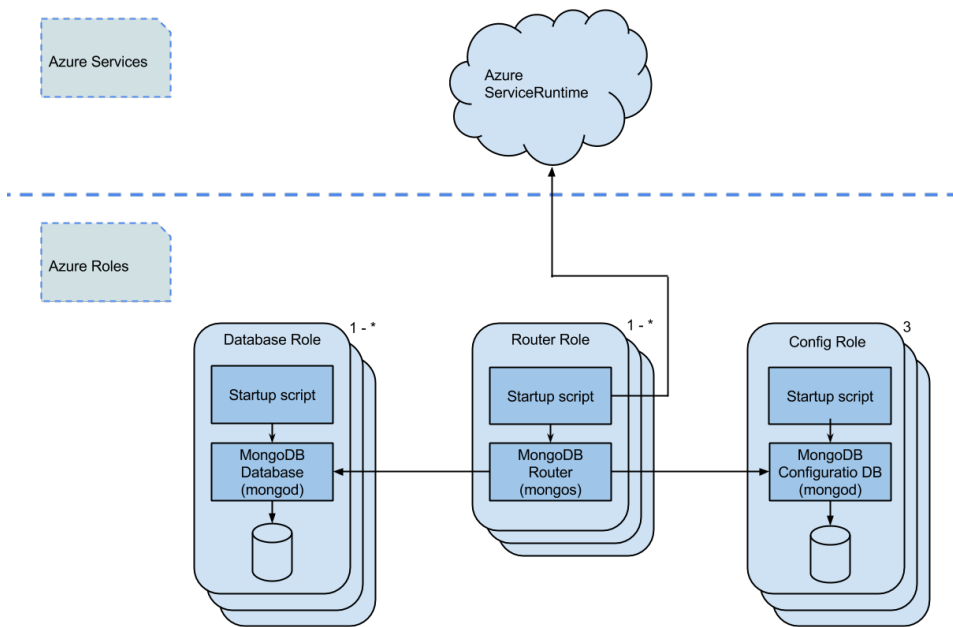 Azure Services
Azure
ServiceRuntime
Azure Roles
1 - *
1 - *
3
Database Role
Router Role
Config Role
Startup script
Startup script
Startup script
MongoDB
Database
(mongod)
MongoDB
Router
(mongos)
MongoDB
Configuratio DB
(mongod)